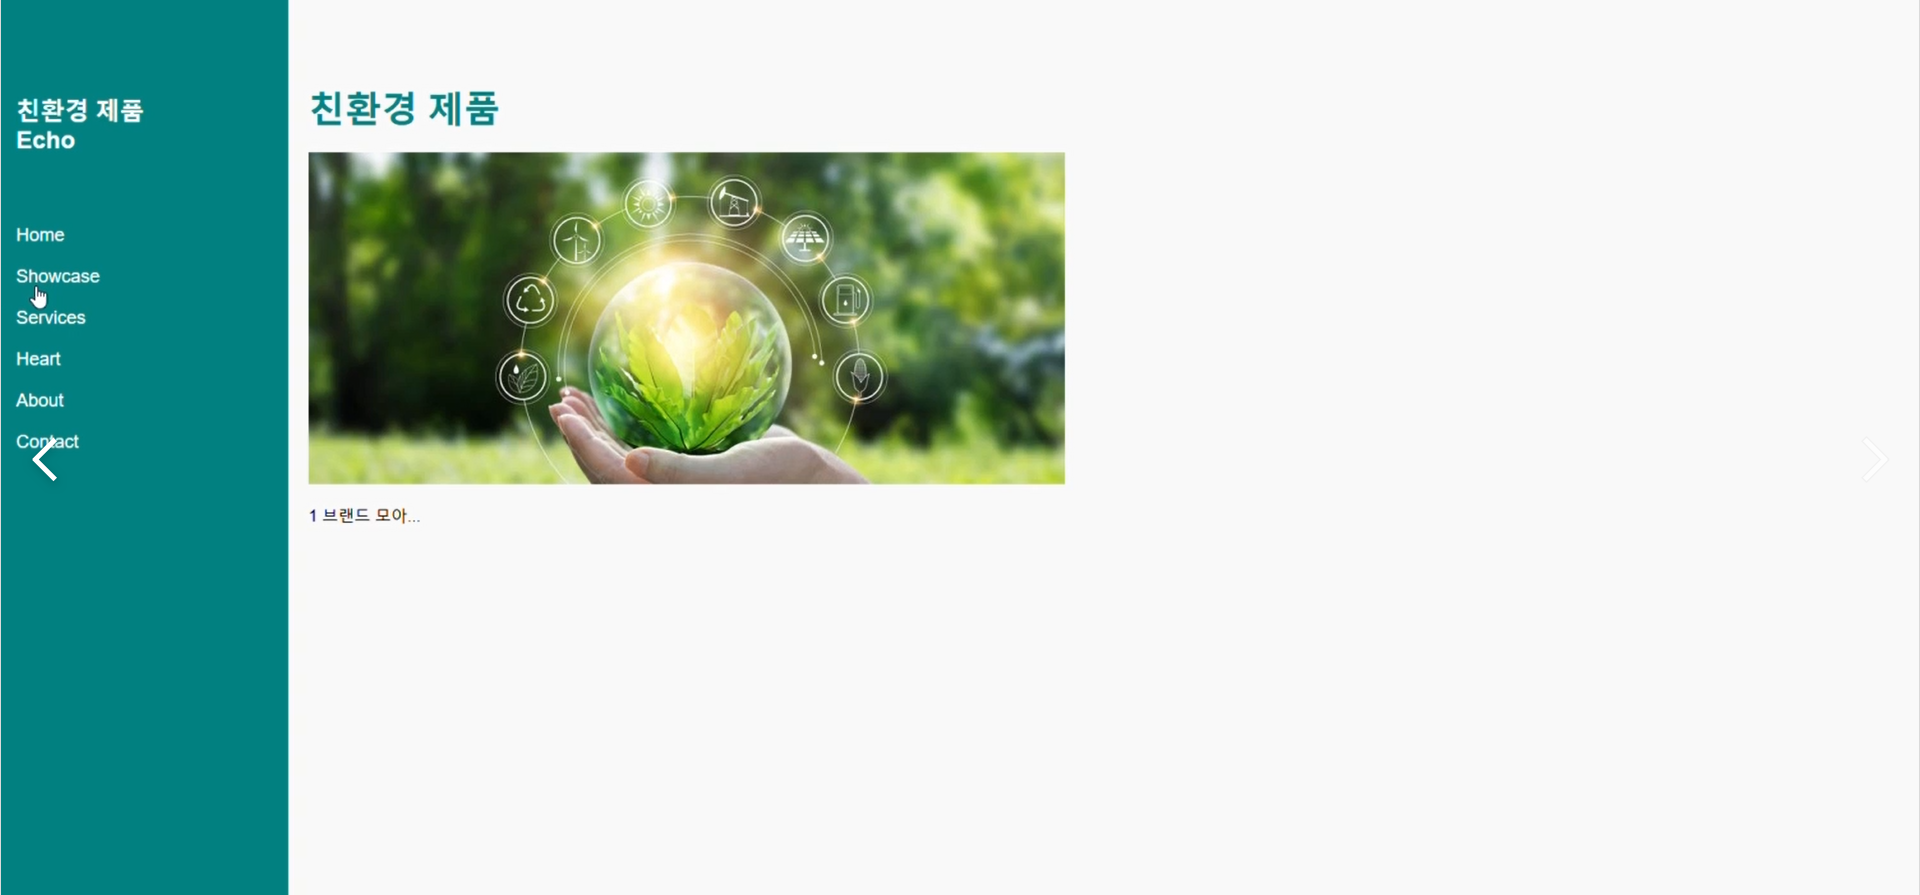 친환경 제품
Echo
Home
Showcase
Services
Heart
About
Contact
친환경 제품
1 브랜드 모아...